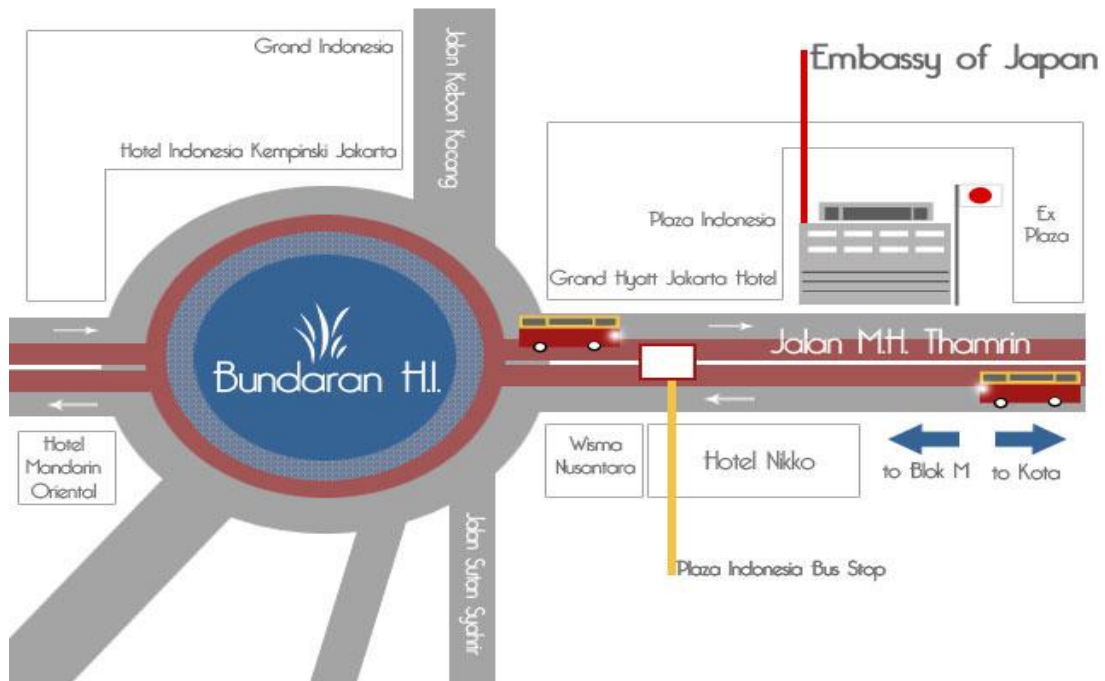 Grand Indonesia
Hotel Indonesia Kempinski Jakarta
Jalan Kebon Kacang
Embassy of Japan
Plaza Indonesia
Grand Hyatt Jakarta Hotel
Ex
Plaza
Jalan M.H. Thamrin
Bundaran H.I.
Hotel
Mandarin
Oriental
Wisma
Nusantara
Hotel Nikko
to Blok M
to Kota
Jalan Sutan Syahrir
Plaza Indonesia Bus Stop